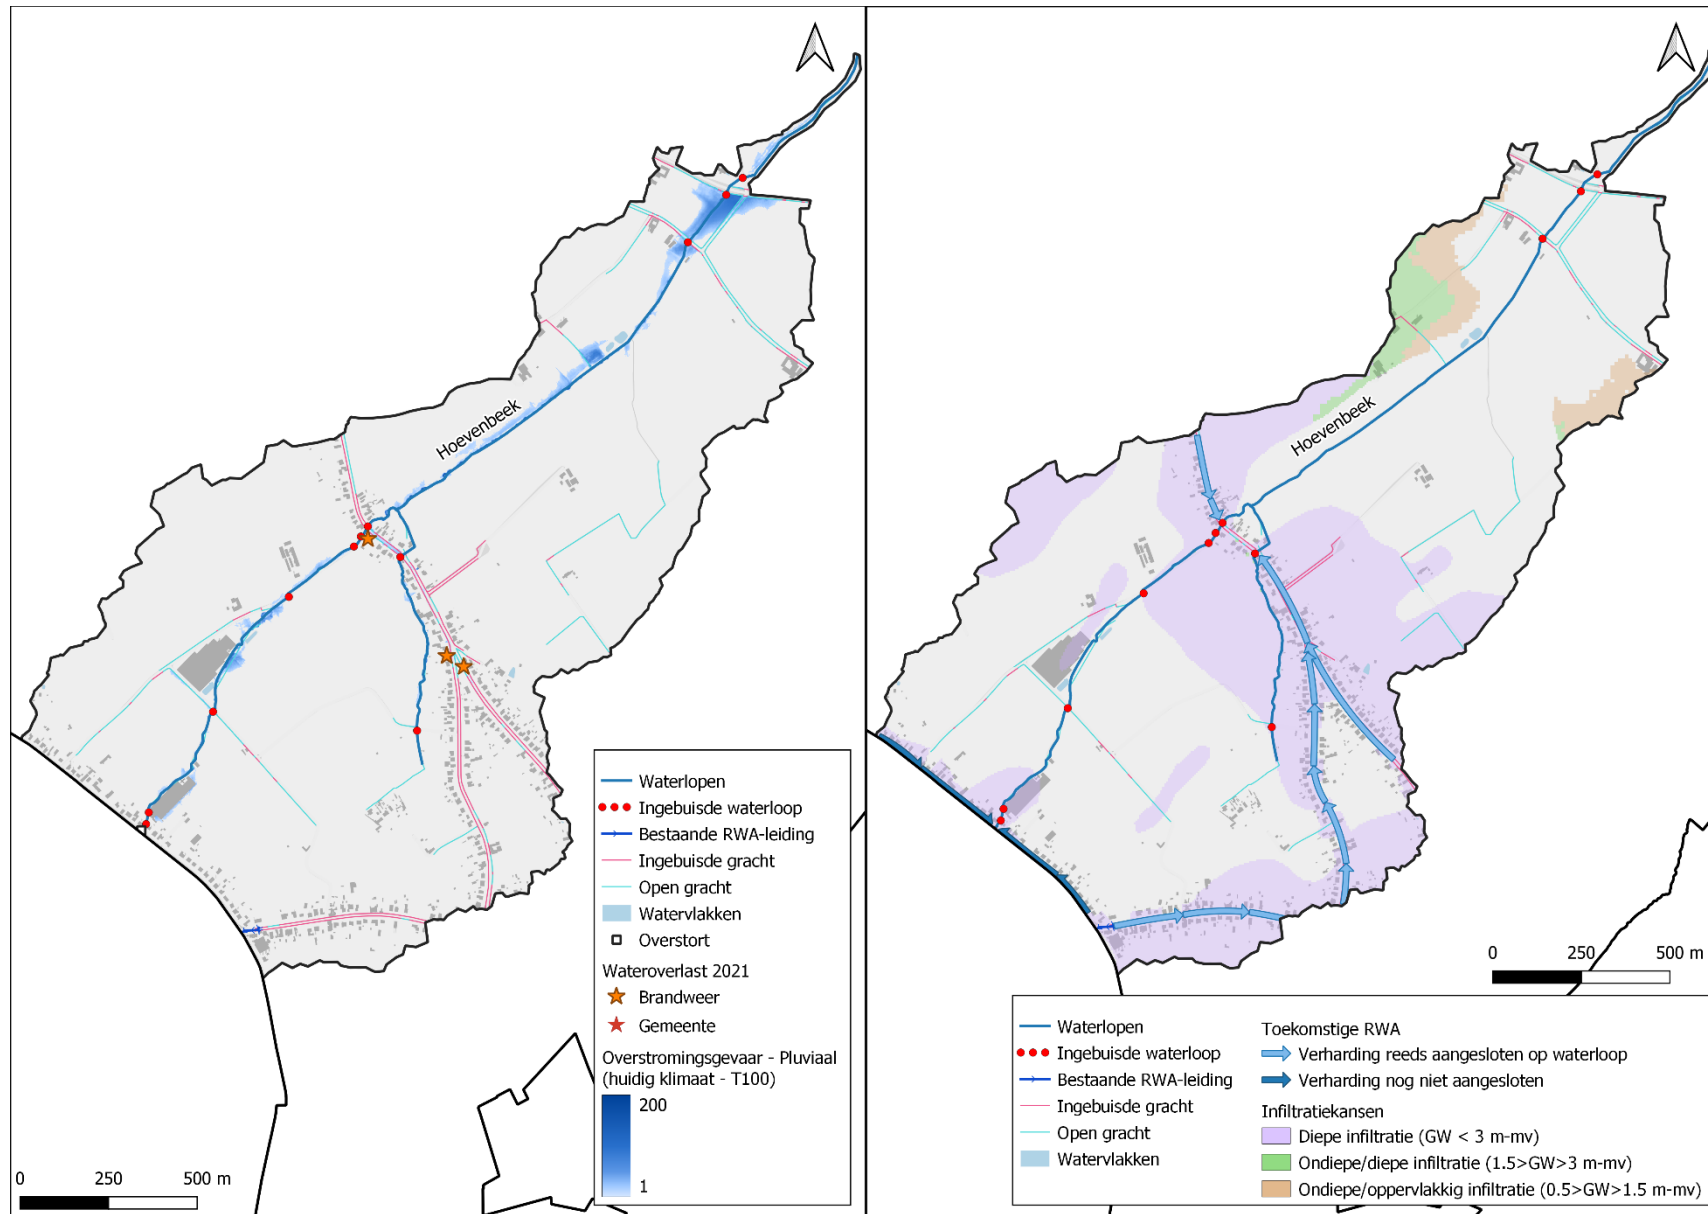 Hoevenbeek
Waterlopen
Ingebuisde waterloop
Bestaande RWA-leiding
Ingebuisde gracht
Open gracht
Watervlakken
Overstort
Wateroverlast 2021
Brandweer
Gemeente
Overstromingsgevaar - Pluviaal
(huidig klimaat - T100)
200
1
0 250 500 m
Hoevenbeek
0 250 500 m
Waterlopen
Ingebuisde waterloop
Bestaande RWA-leiding
Ingebuisde gracht
Open gracht
Watervlakken
Toekomstige RWA
Verharding reeds aangesloten op waterloop
Verharding nog niet aangesloten
Infiltratiekansen
Diepe infiltratie (GW < 3 m-mv)
Ondiepe/diepe infiltratie (1.5>GW>3 m-mv)
Ondiepe/oppervlakkig infiltratie (0.5>GW>1.5 m-mv)